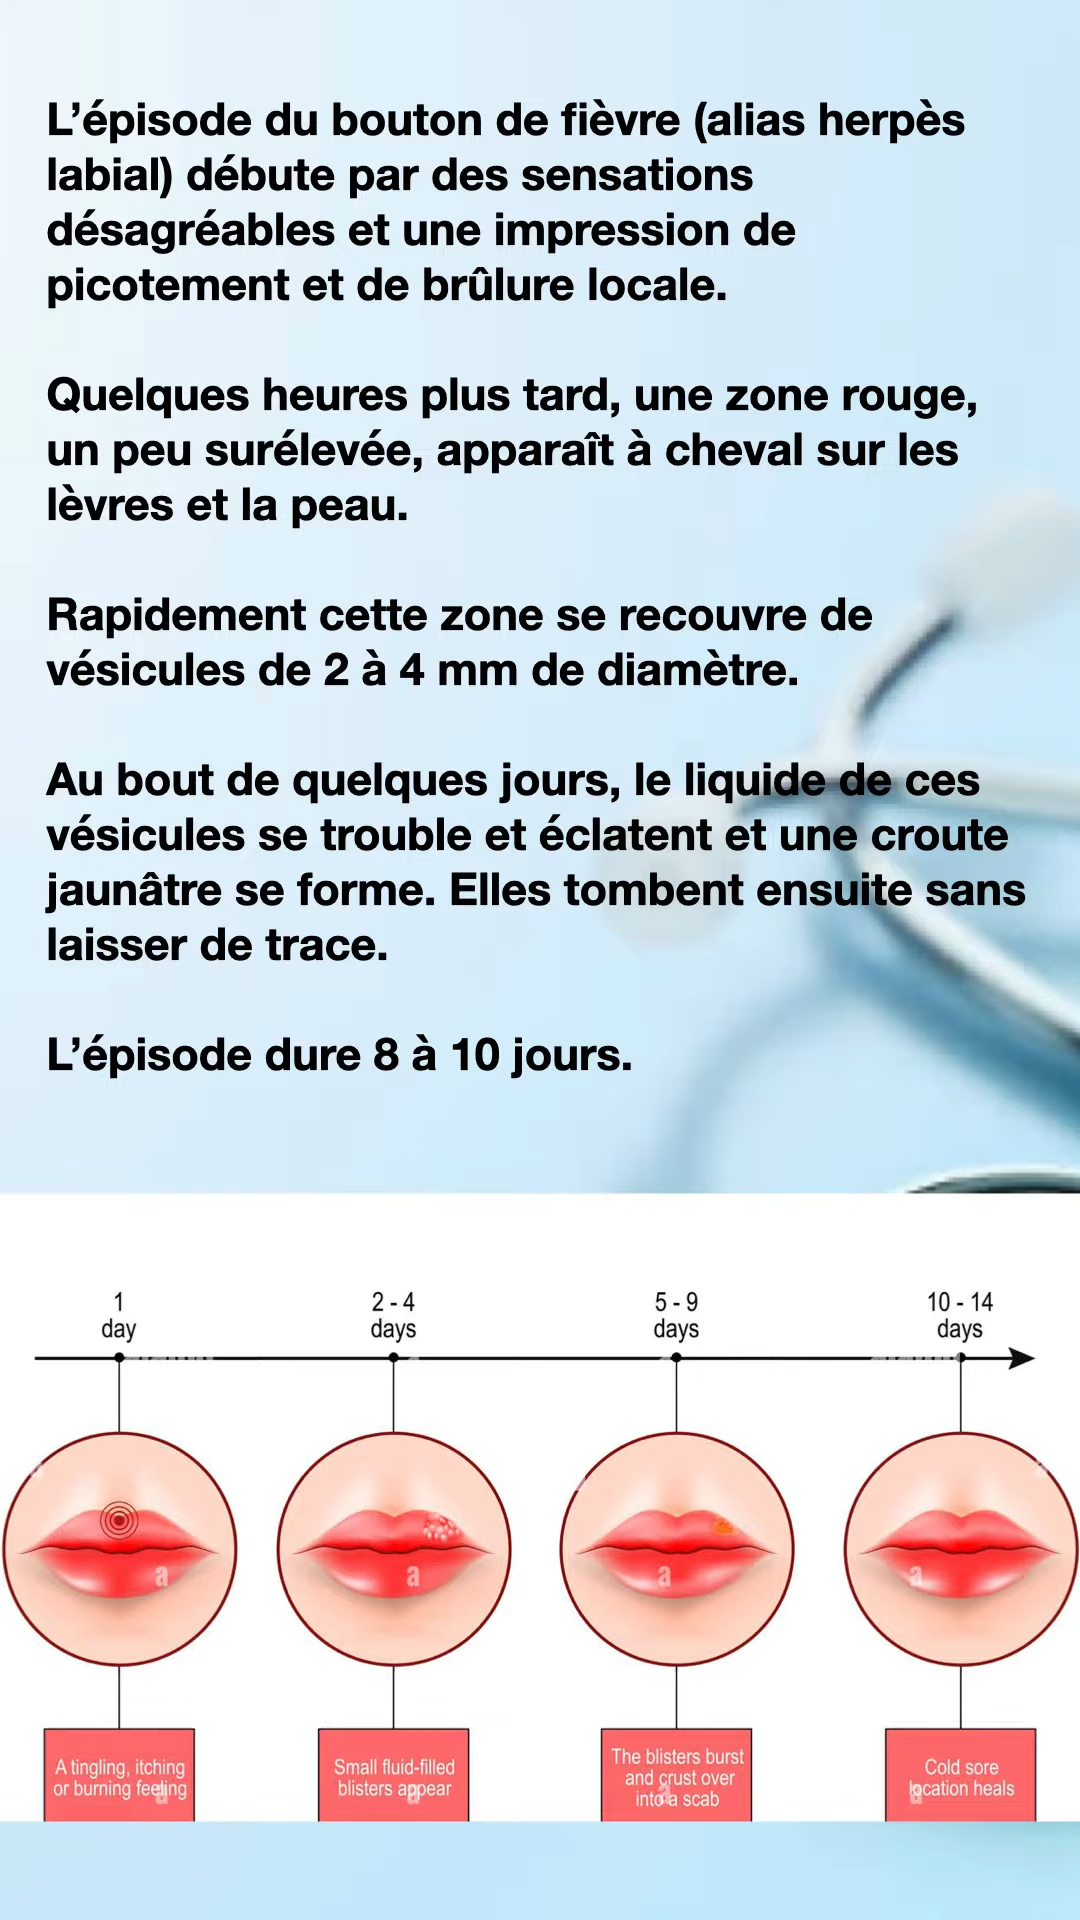 L’épisode du bouton de fièvre (alias herpès
labial) débute par des sensations
désagréables et une impression de
picotement et de brûlure locale.
Quelques heures plus tard, une zone rouge,
un peu surélevée, apparaît à cheval sur les
lèvres et la peau.
Rapidement cette zone se recouvre de
vésicules de 2 à 4 mm de diamètre.
Au bout de quelques jours, le liquide de ces
vésicules se trouble et éclatent et une croute
jaunâtre se forme. Elles tombent ensuite sans
laisser de trace.
L’épisode dure 8 à 10 jours.
1
day
2 - 4
days
5 - 9
days
10 - 14
days
A tingling, itching
or burning feeling
Small fluid-filled
blisters appear
The blisters burst
and crust over
into a scab
Cold sore
location heals
a
a
a
a
a
a
a
a